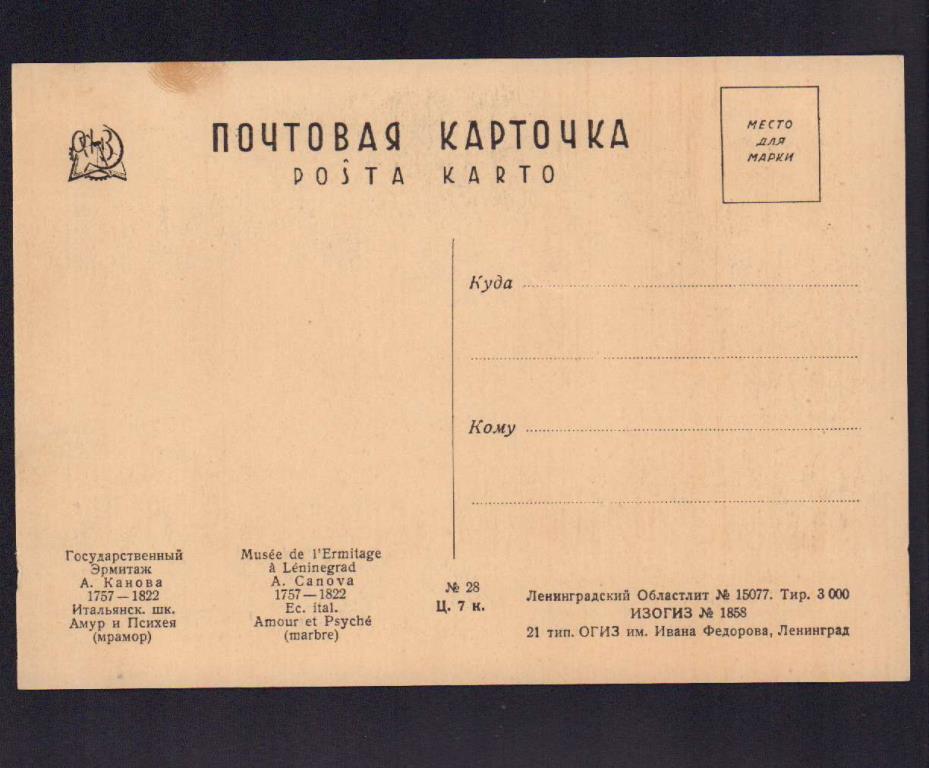 ПОЧТОВАЯ КАРТОЧКА
POŜTA KARTO
МЕСТО
ДЛЯ
МАРКИ
Куда
Кому
Государственный
Эрмитаж
А. Канова
1757—1822
Итальянск. шк.
Амур и Психея
(мрамор)
Musée de l'Ermitage
à Léninegrad
A. Canova
1757—1822
Ec. ital.
Amour et Psyché
(marbre)
№ 28
Ц. 7 к.
Ленинградский Областлит № 15077. Тир. 3 000
ИЗОГИЗ № 1858
21 тип. ОГИЗ им. Ивана Федорова, Ленинград